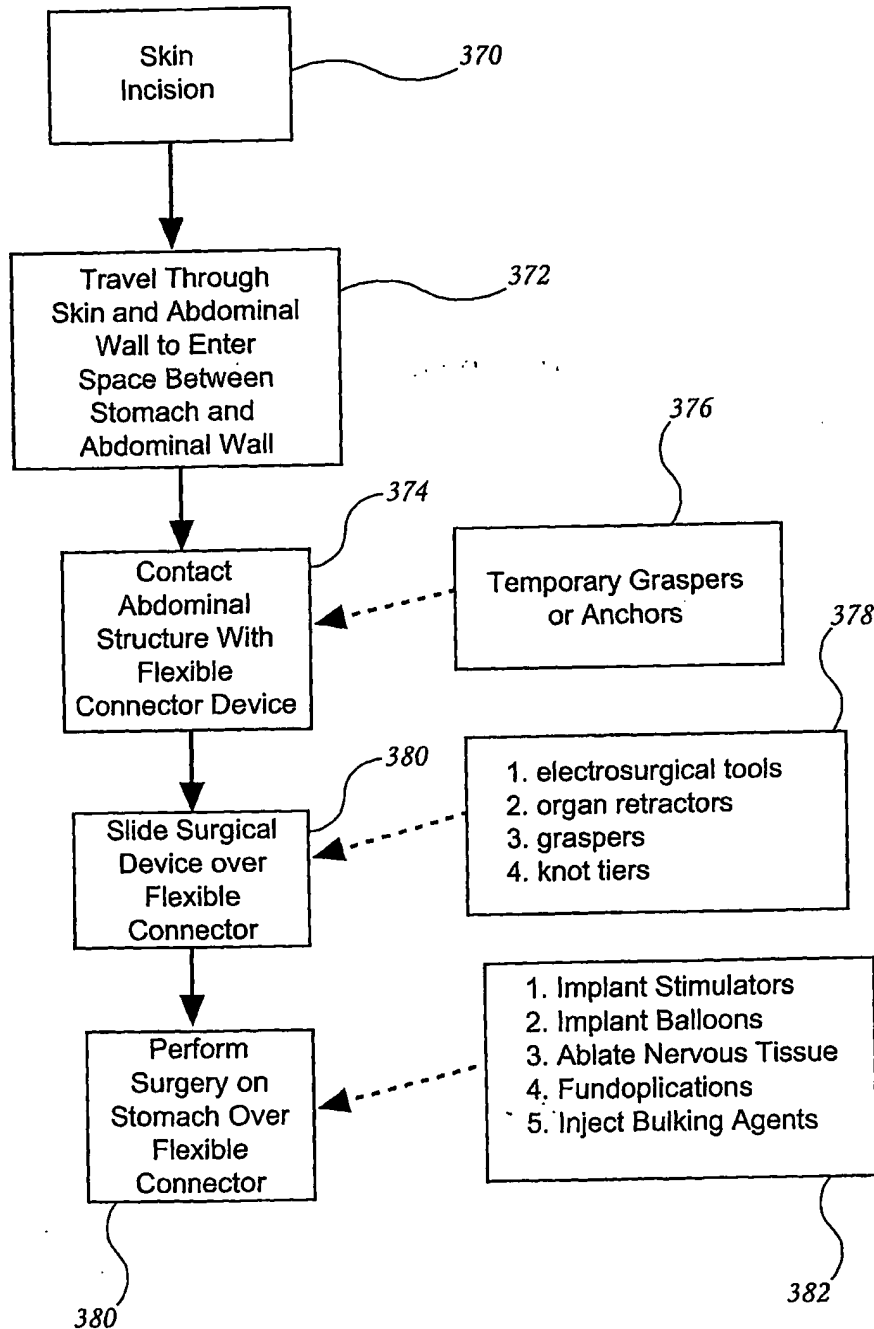 Skin
Incision
370
Travel Through
Skin and Abdominal
Wall to Enter
Space Between
Stomach and
Abdominal Wall
372
374
Contact
Abdominal
Structure With
Flexible
Connector Device
376
Temporary Graspers
or Anchors
378
380
Slide Surgical
Device over
Flexible
Connector
1. electrosurgical tools
2. organ retractors
3. graspers
4. knot tiers
Perform
Surgery on
Stomach Over
Flexible
Connector
1. Implant Stimulators
2. Implant Balloons
3. Ablate Nervous Tissue
4. Fundoplications
5. Inject Bulking Agents
380
382